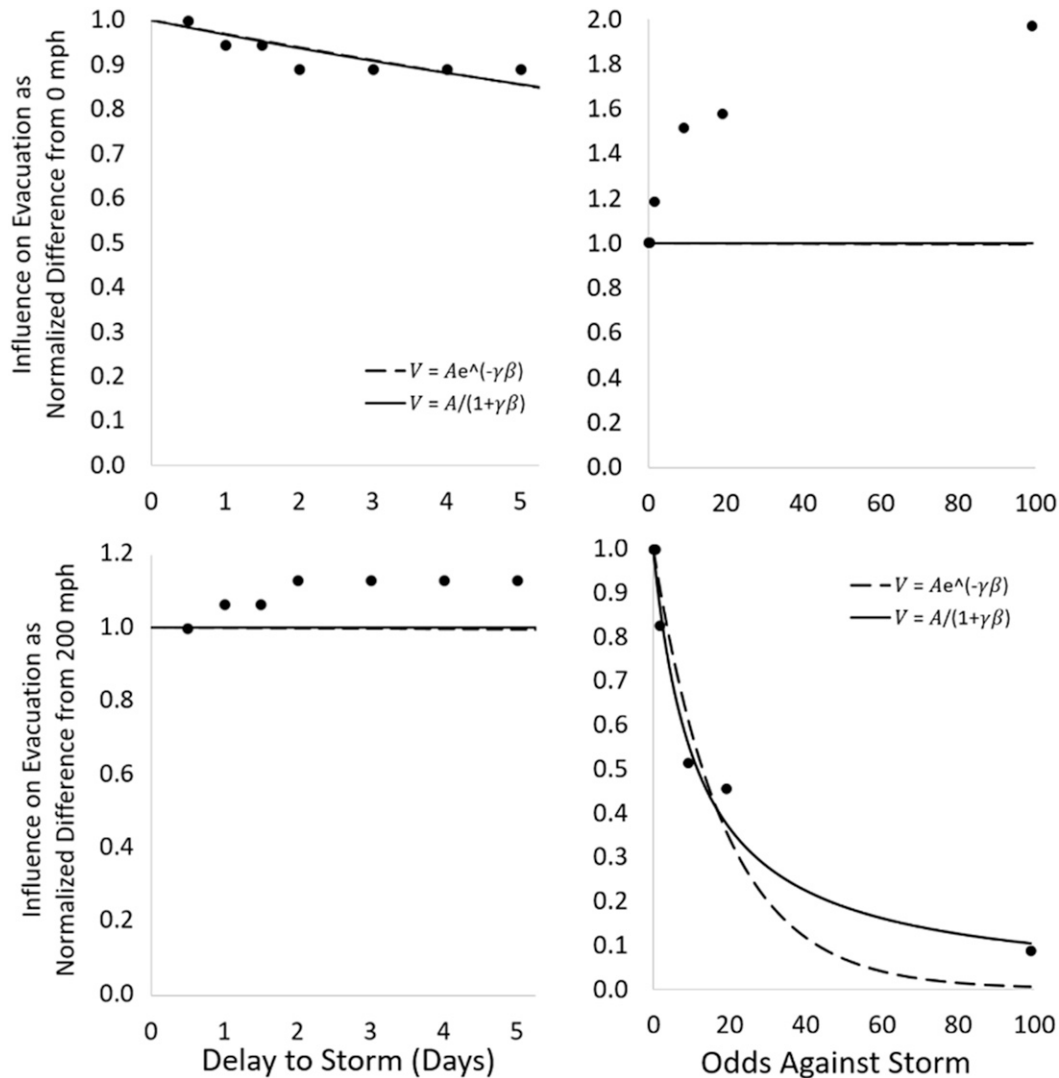 Influence on Evacuation as
Normalized Difference from 0 mph
1.0
0.9
0.8
0.7
0.6
0.5
0.4
0.3
0.2
0.1
0.0
V = Ae^(-γβ)
V = A/(1+γβ)
0 1 2 3 4 5
2.0
1.8
1.6
1.4
1.2
1.0
0.8
0.6
0.4
0.2
0.0
0 20 40 60 80 100
Influence on Evacuation as
Normalized Difference from 200 mph
1.2
1.0
0.8
0.6
0.4
0.2
0.0
0 1 2 3 4 5
Delay to Storm (Days)
1.0
0.9
0.8
0.7
0.6
0.5
0.4
0.3
0.2
0.1
0.0
V = Ae^(-γβ)
V = A/(1+γβ)
0 20 40 60 80 100
Odds Against Storm